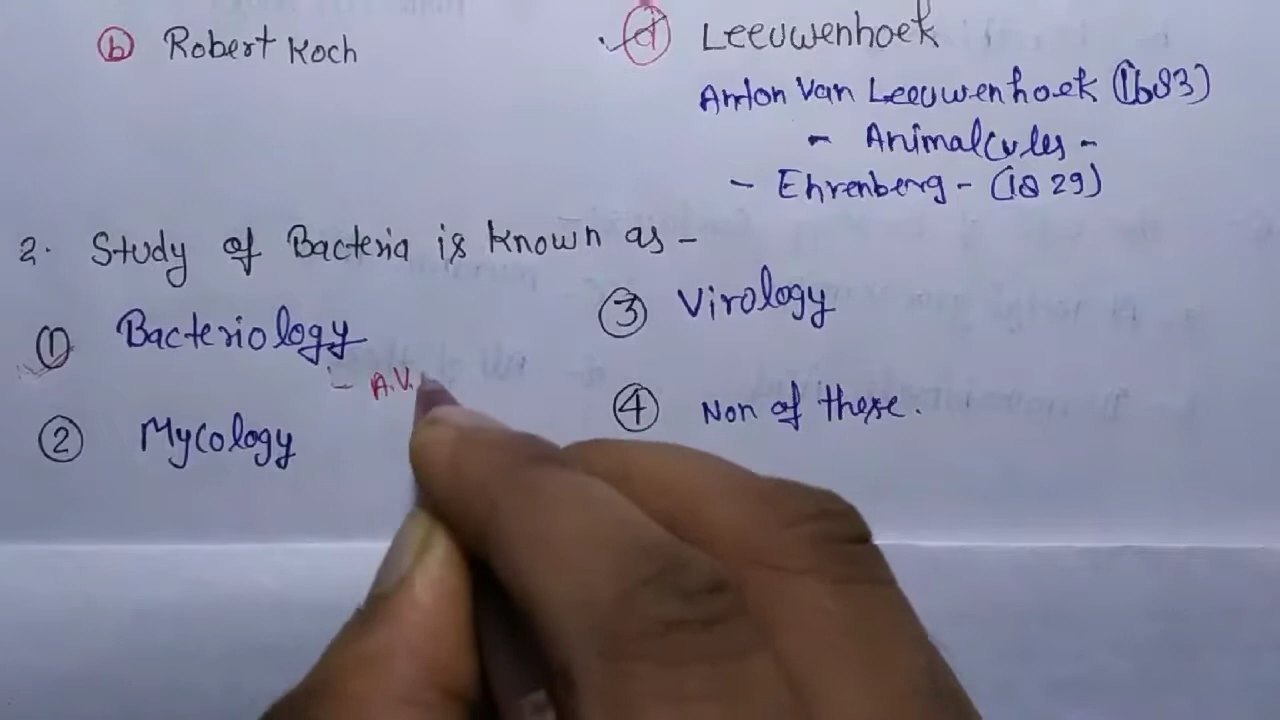 b Robert Koch
d Leeuwenhoek
Anton Van Leeuwenhoek (1683)
- Animalcules -
- Ehrenberg - (1829)
2. Study of Bacteria is known as -
1 Bacteriology
- A.V.
2 Mycology
3 Virology
4 Non of these.